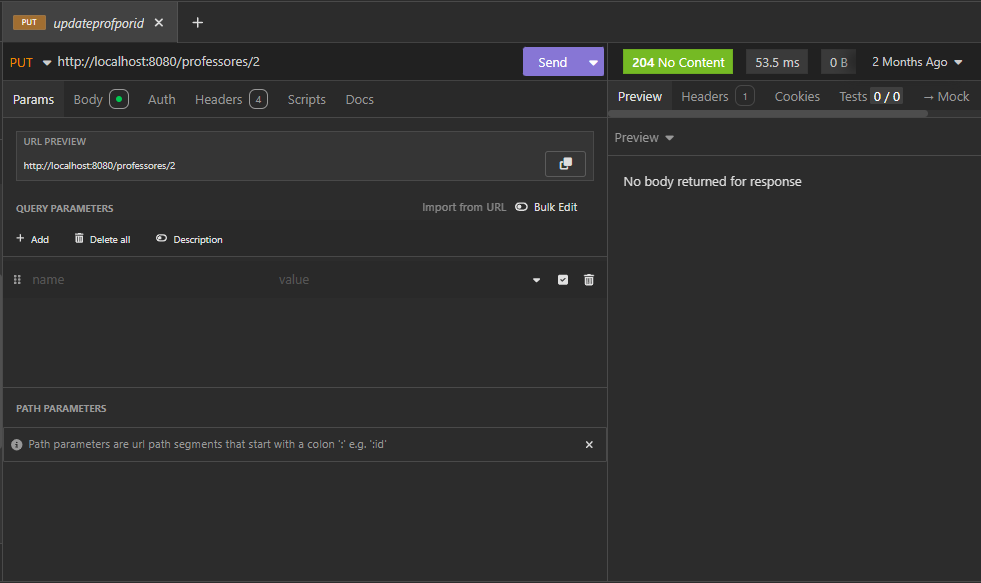 PUT updateprofporid
PUT http://localhost:8080/professores/2 Send
204 No Content 53.5 ms 0 B 2 Months Ago
Params Body Auth Headers 4 Scripts Docs
Preview Headers 1 Cookies Tests 0 / 0 → Mock
URL PREVIEW
http://localhost:8080/professores/2
Preview
No body returned for response
QUERY PARAMETERS Import from URL Bulk Edit
+ Add Delete all Description
name value
PATH PARAMETERS
Path parameters are url path segments that start with a colon ':' e.g. ':id'